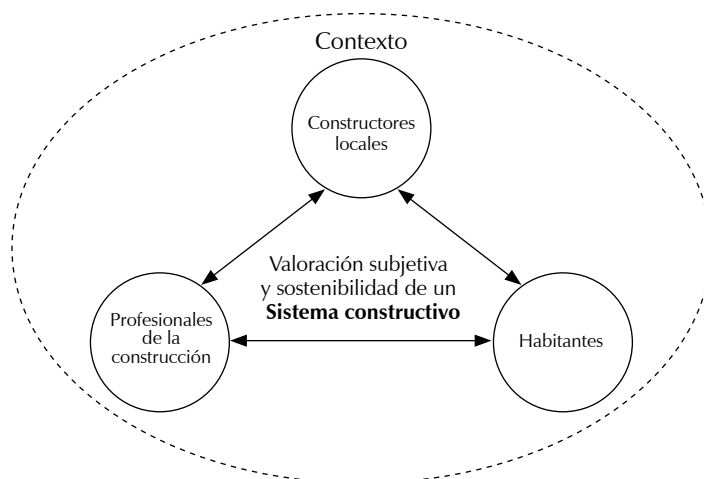 Contexto
Constructores
locales
Valoración subjetiva
y sostenibilidad de un
Sistema constructivo
Profesionales
de la
construcción
Habitantes